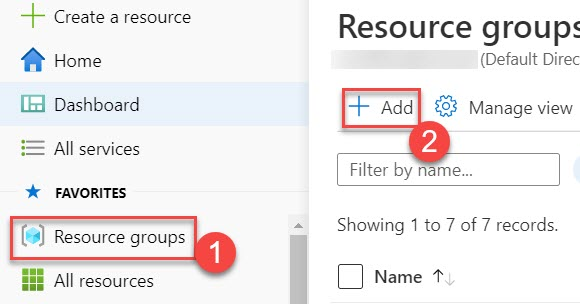 Create a resource
Home
Dashboard
All services
FAVORITES
Resource groups
1
All resources
Resource groups
(Default Direc
Add
Manage view
2
Filter by name...
Showing 1 to 7 of 7 records.
Name